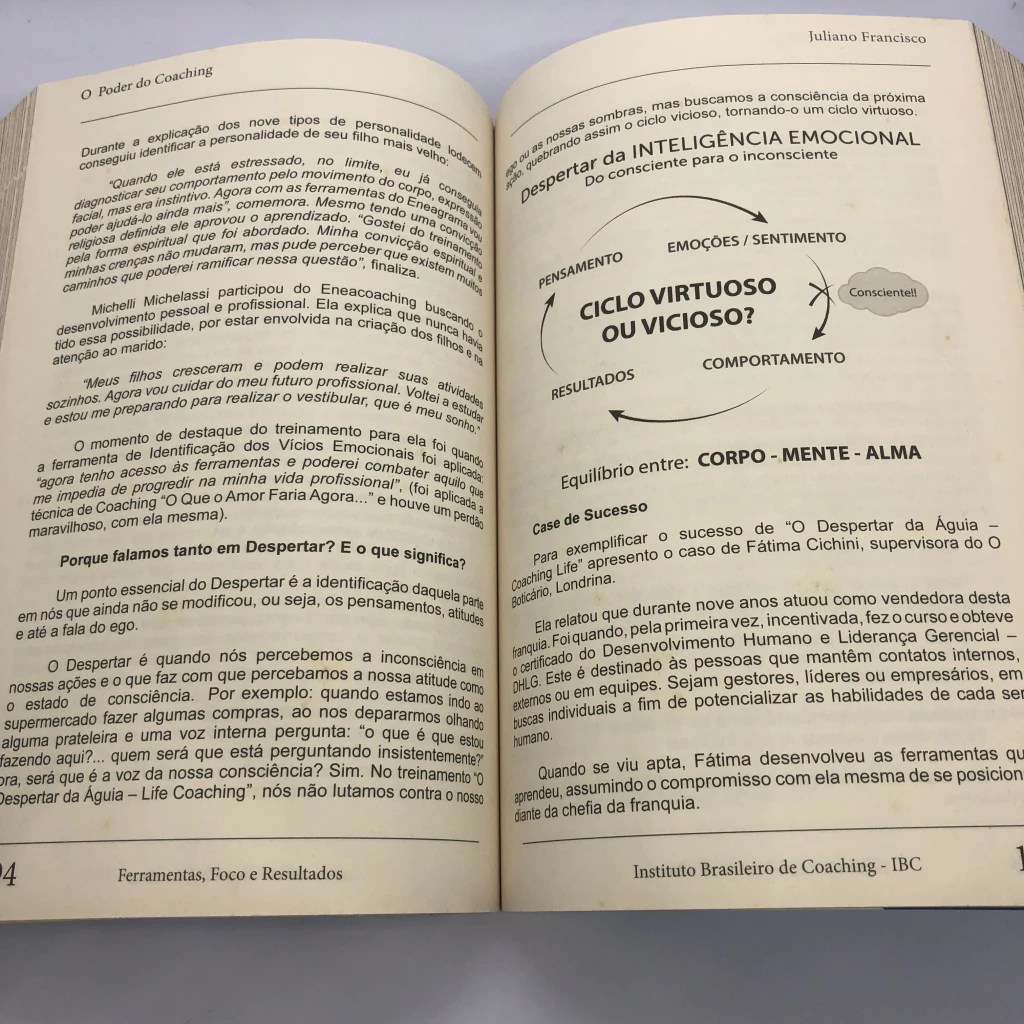 O Poder do Coaching
Durante a explicação dos nove tipos de personalidade Iodecem
conseguiu identificar a personalidade de seu filho mais velho:
“Quando ele está estressado, no limite, eu já conseguia
diagnosticar seu comportamento pelo movimento do corpo, expressão
facial, mas era instintivo. Agora com as ferramentas do Eneagrama vou
poder ajudá-lo ainda mais”, comemora. Mesmo tendo uma convicção
religiosa definida ele aprovou o aprendizado. “Gostei do treinamento
pela forma espiritual que foi abordado. Minha convicção espiritual e
minhas crenças não mudaram, mas pude perceber que existem muitos
caminhos que poderei ramificar nessa questão”, finaliza.
Michelli Michelassi participou do Eneacoaching buscando o
desenvolvimento pessoal e profissional. Ela explica que nunca havia
tido essa possibilidade, por estar envolvida na criação dos filhos e na
atenção ao marido:
“Meus filhos cresceram e podem realizar suas atividades
sozinhos. Agora vou cuidar do meu futuro profissional. Voltei a estudar
e estou me preparando para realizar o vestibular, que é meu sonho.”
O momento de destaque do treinamento para ela foi quando
a ferramenta de Identificação dos Vícios Emocionais foi aplicada:
“agora tenho acesso às ferramentas e poderei combater aquilo que
me impedia de progredir na minha vida profissional”, (foi aplicada a
técnica de Coaching “O Que o Amor Faria Agora...” e houve um perdão
maravilhoso, com ela mesma).
Porque falamos tanto em Despertar? E o que significa?
Um ponto essencial do Despertar é a identificação daquela parte
em nós que ainda não se modificou, ou seja, os pensamentos, atitudes
e até a fala do ego.
O Despertar é quando nós percebemos a inconsciência em
nossas ações e o que faz com que percebamos a nossa atitude como
o estado de consciência. Por exemplo: quando estamos indo ao
supermercado fazer algumas compras, ao nos depararmos olhando
alguma prateleira e uma voz interna pergunta: “o que é que estou
fazendo aqui?... quem será que está perguntando insistentemente?”
ora, será que é a voz da nossa consciência? Sim. No treinamento “O
Despertar da Águia – Life Coaching”, nós não lutamos contra o nosso
94
Ferramentas, Foco e Resultados
Juliano Francisco
ego ou as nossas sombras, mas buscamos a consciência da próxima
ação, quebrando assim o ciclo vicioso, tornando-o um ciclo virtuoso.
Despertar da INTELIGÊNCIA EMOCIONAL
Do consciente para o inconsciente
PENSAMENTO
EMOÇÕES / SENTIMENTO
CICLO VIRTUOSO
OU VICIOSO?
Consciente!!
RESULTADOS
COMPORTAMENTO
Equilíbrio entre: CORPO - MENTE - ALMA
Case de Sucesso
Para exemplificar o sucesso de “O Despertar da Águia –
Coaching Life” apresento o caso de Fátima Cichini, supervisora do O
Boticário, Londrina.
Ela relatou que durante nove anos atuou como vendedora desta
franquia. Foi quando, pela primeira vez, incentivada, fez o curso e obteve
o certificado do Desenvolvimento Humano e Liderança Gerencial –
DHLG. Este é destinado às pessoas que mantêm contatos internos,
externos ou em equipes. Sejam gestores, líderes ou empresários, em
buscas individuais a fim de potencializar as habilidades de cada ser
humano.
Quando se viu apta, Fátima desenvolveu as ferramentas qu
aprendeu, assumindo o compromisso com ela mesma de se posicion
diante da chefia da franquia.
Instituto Brasileiro de Coaching - IBC
1